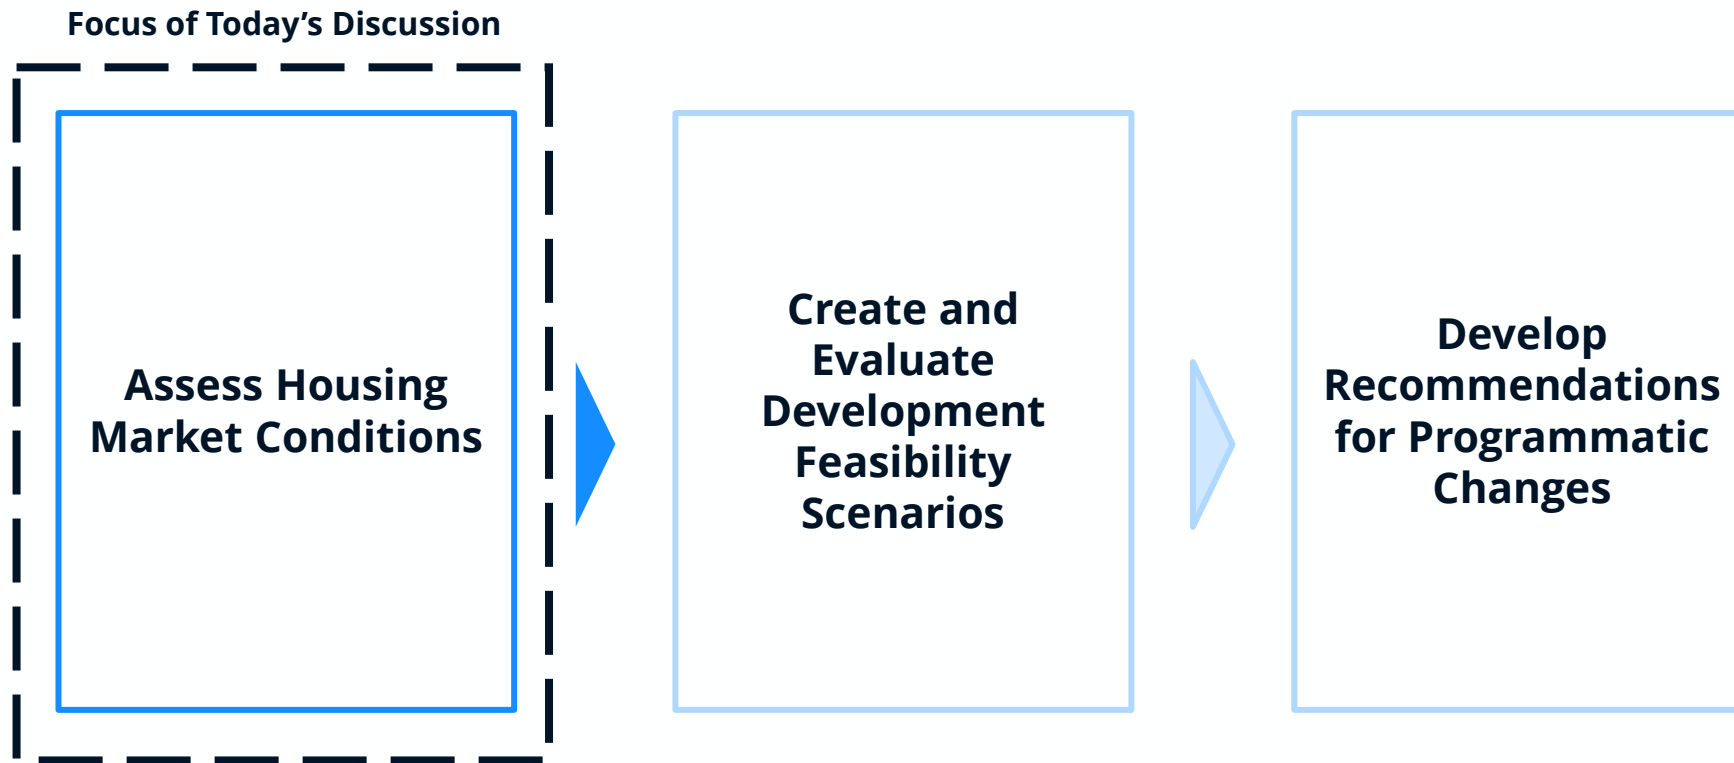 Focus of Today’s Discussion
Assess Housing
Market Conditions
Create and
Evaluate
Development
Feasibility
Scenarios
Develop
Recommendations
for Programmatic
Changes